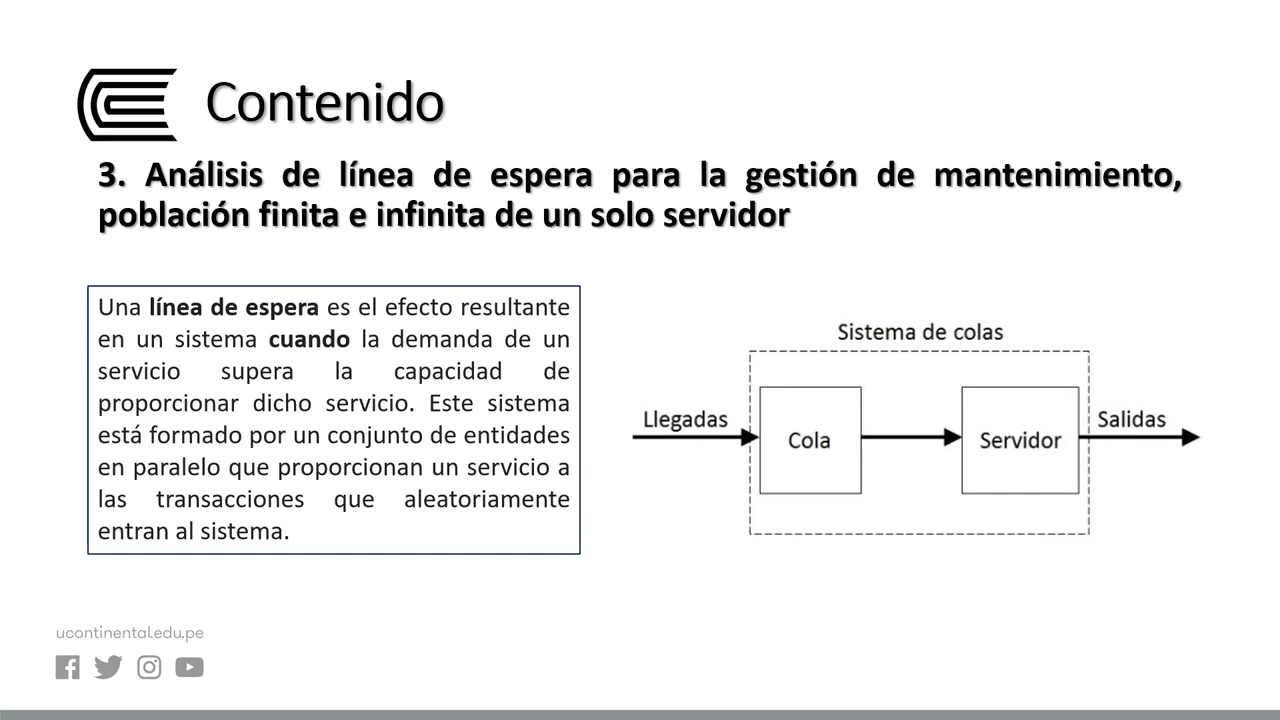 Contenido
3. Análisis de línea de espera para la gestión de mantenimiento,
población finita e infinita de un solo servidor
Una línea de espera es el efecto resultante
en un sistema cuando la demanda de un
servicio supera la capacidad de
proporcionar dicho servicio. Este sistema
está formado por un conjunto de entidades
en paralelo que proporcionan un servicio a
las transacciones que aleatoriamente
entran al sistema.
Sistema de colas
Llegadas
Cola
Servidor
Salidas
ucontinental.edu.pe